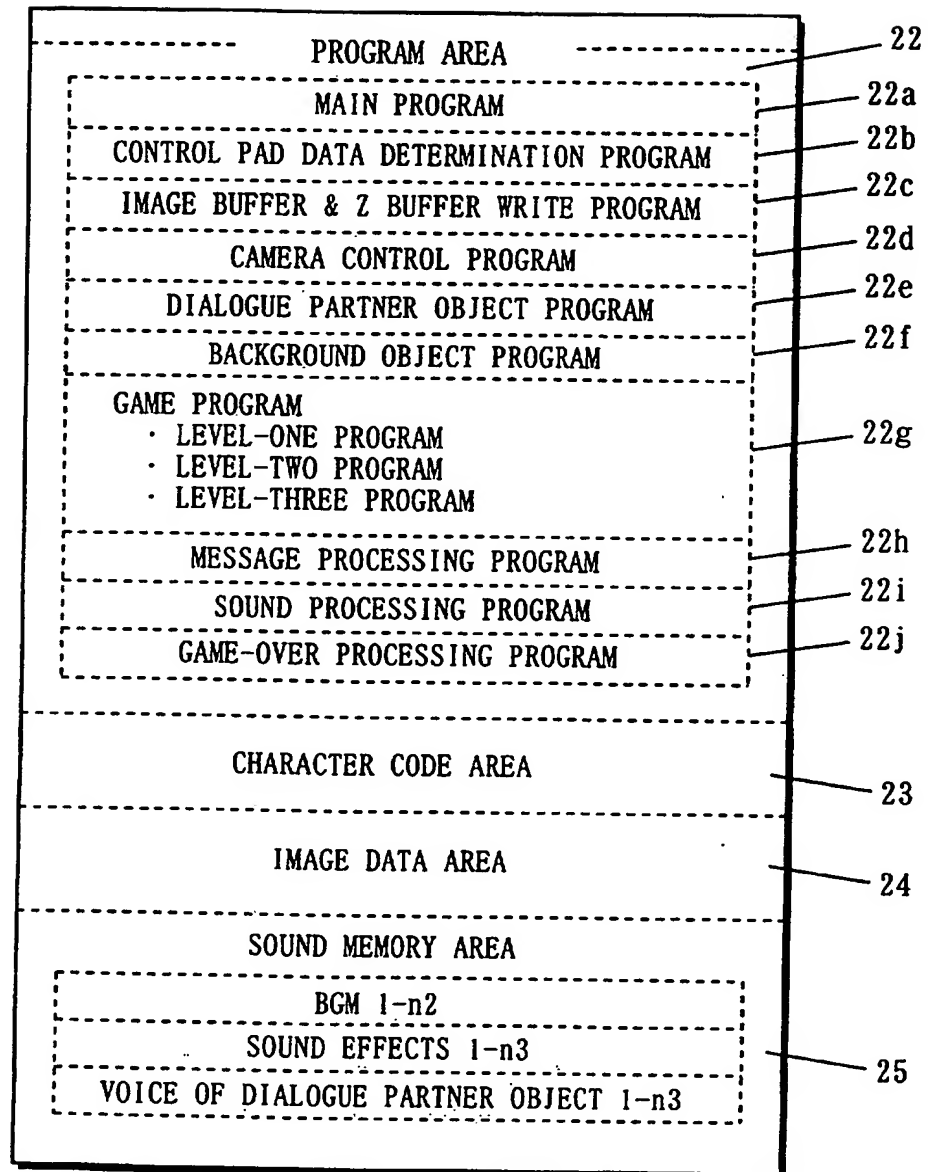 PROGRAM AREA 22
MAIN PROGRAM 22a
CONTROL PAD DATA DETERMINATION PROGRAM 22b
IMAGE BUFFER & Z BUFFER WRITE PROGRAM 22c
CAMERA CONTROL PROGRAM 22d
DIALOGUE PARTNER OBJECT PROGRAM 22e
BACKGROUND OBJECT PROGRAM 22f
GAME PROGRAM
· LEVEL-ONE PROGRAM 22g
· LEVEL-TWO PROGRAM
· LEVEL-THREE PROGRAM
MESSAGE PROCESSING PROGRAM 22h
SOUND PROCESSING PROGRAM 22i
GAME-OVER PROCESSING PROGRAM 22j
CHARACTER CODE AREA 23
IMAGE DATA AREA 24
SOUND MEMORY AREA
BGM 1-n2
SOUND EFFECTS 1-n3 25
VOICE OF DIALOGUE PARTNER OBJECT 1-n3